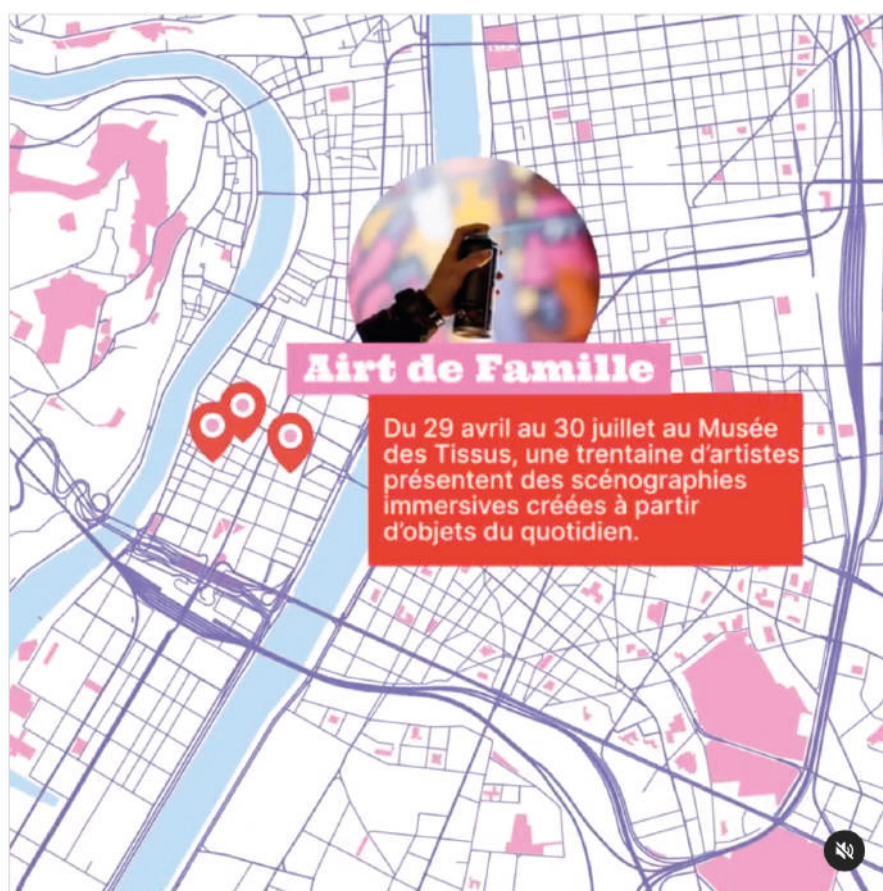 Airt de Famille
Du 29 avril au 30 juillet au Musée
des Tissus, une trentaine d'artistes
présentent des scénographies
immersives créées à partir
d'objets du quotidien.